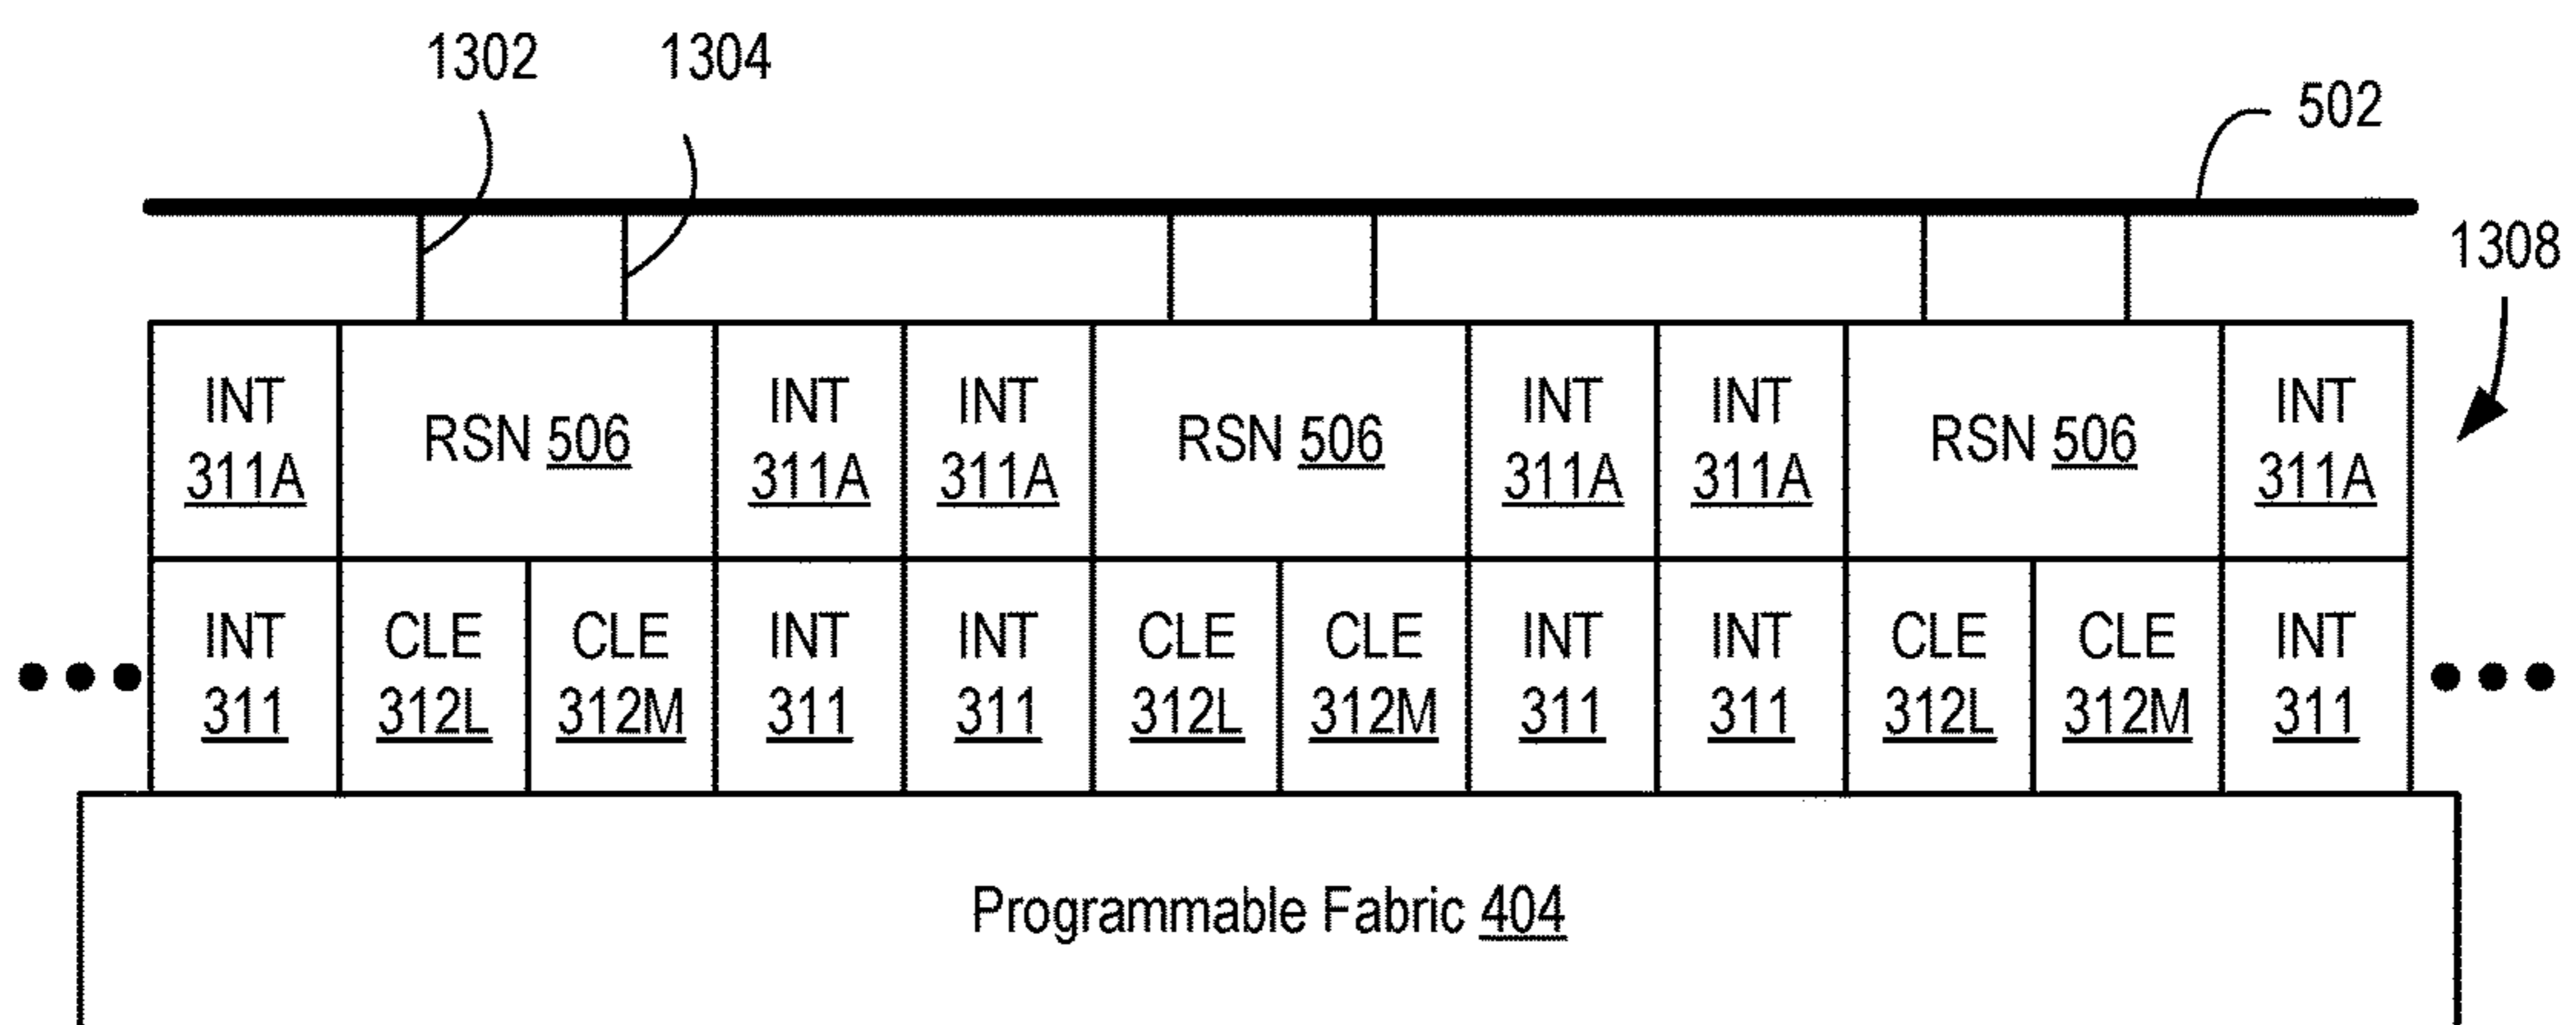 1302 1304
502
1308
INT 311A RSN 506 INT 311A INT 311A RSN 506 INT 311A INT 311A RSN 506 INT 311A
INT 311 CLE 312L CLE 312M INT 311 INT 311 CLE 312L CLE 312M INT 311 INT 311 CLE 312L CLE 312M INT 311
Programmable Fabric 404